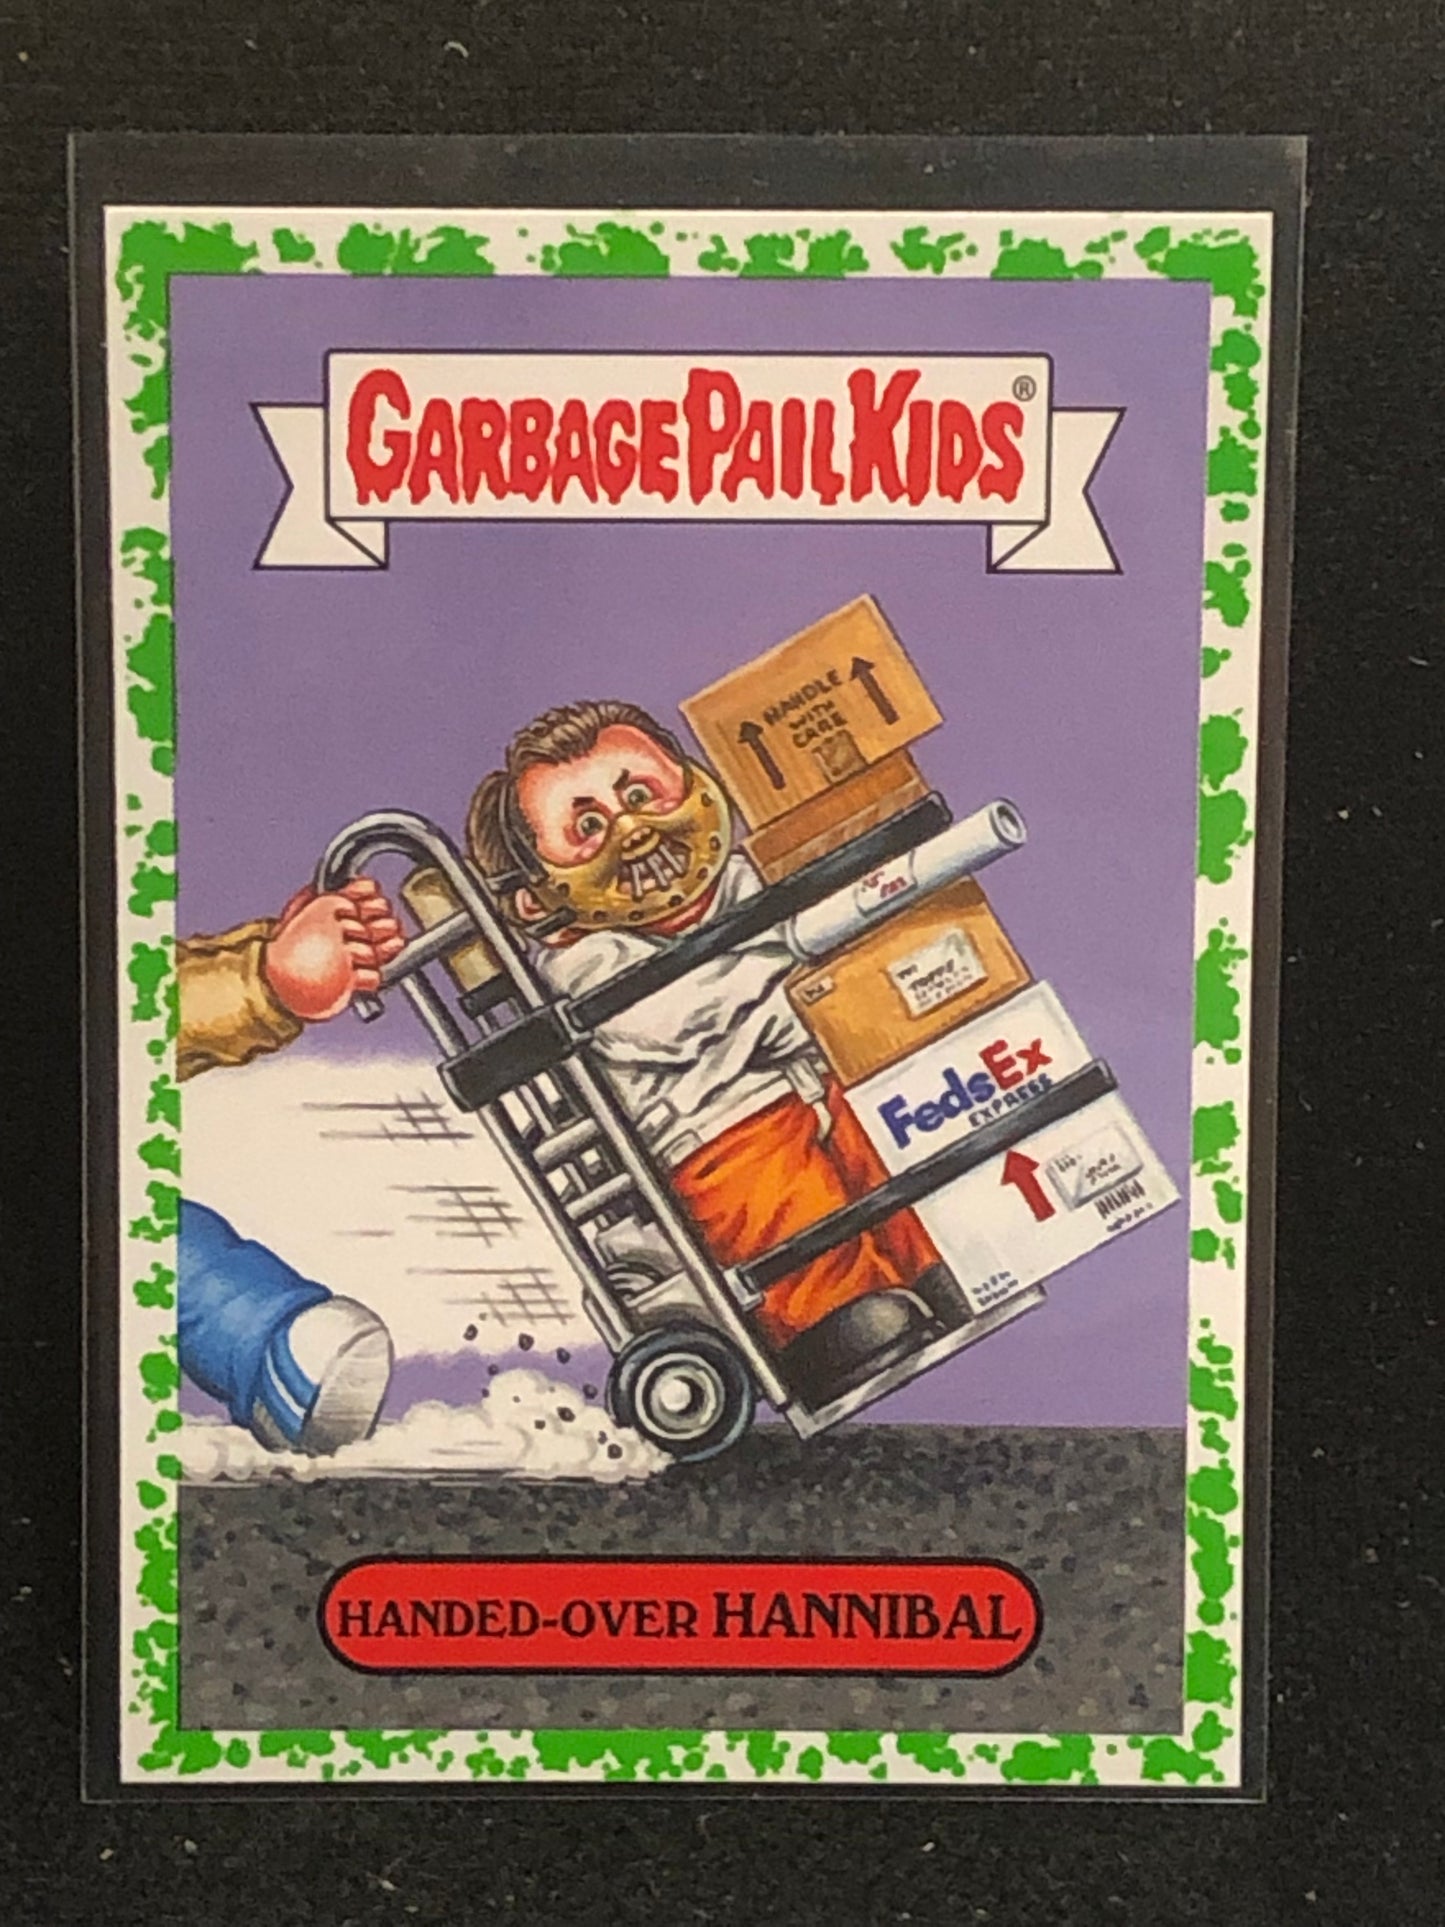 GARBAGE PAIL KIDS®
HANDLE
WITH
CARE
FedsEx
EXPRESS
HANDED-OVER HANNIBAL